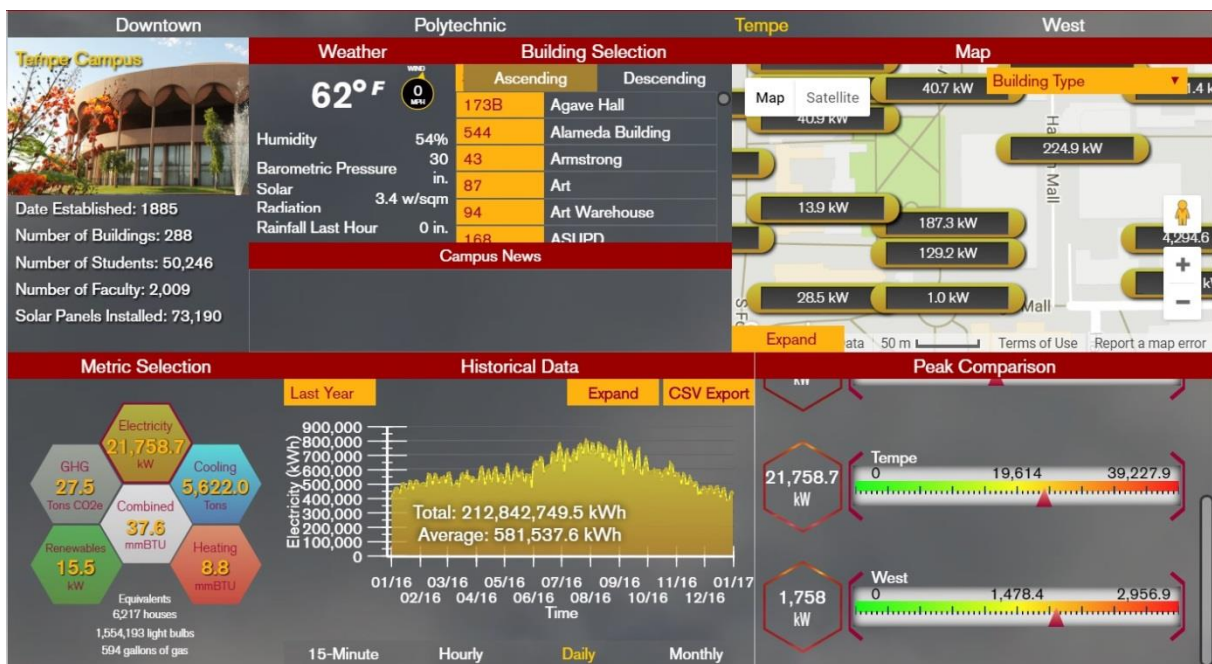 Downtown
Polytechnic
Tempe
West
Tempe Campus
Date Established: 1885
Number of Buildings: 288
Number of Students: 50,246
Number of Faculty: 2,009
Solar Panels Installed: 73,190
Weather
62° F
WIND
0
MPH
Humidity 54%
Barometric Pressure 30 in.
Solar Radiation 3.4 w/sqm
Rainfall Last Hour 0 in.
Building Selection
Ascending Descending
173B Agave Hall
544 Alameda Building
43 Armstrong
87 Art
94 Art Warehouse
168 ASUPD
Campus News
Map
Map Satellite
Building Type
40.7 kW
40.9 kW
224.9 kW
13.9 kW
187.3 kW
129.2 kW
4,294.6
28.5 kW
1.0 kW
Mall
Mall
Expand
50 m
Terms of Use
Report a map error
Metric Selection
Electricity
21,758.7
kW
GHG
27.5
Tons CO2e
Cooling
5,622.0
Tons
Combined
37.6
mmBTU
Renewables
15.5
kW
Heating
8.8
mmBTU
Equivalents
6,217 houses
1,554,193 light bulbs
594 gallons of gas
Historical Data
Last Year
Expand
CSV Export
Electricity (kWh)
900,000
800,000
700,000
600,000
500,000
400,000
300,000
200,000
100,000
0
Total: 212,842,749.5 kWh
Average: 581,537.6 kWh
01/16 03/16 05/16 07/16 09/16 11/16 01/17
02/16 04/16 06/16 08/16 10/16 12/16
Time
15-Minute Hourly Daily Monthly
Peak Comparison
kW
21,758.7
kW
Tempe
0 19,614 39,227.9
1,758
kW
West
0 1,478.4 2,956.9